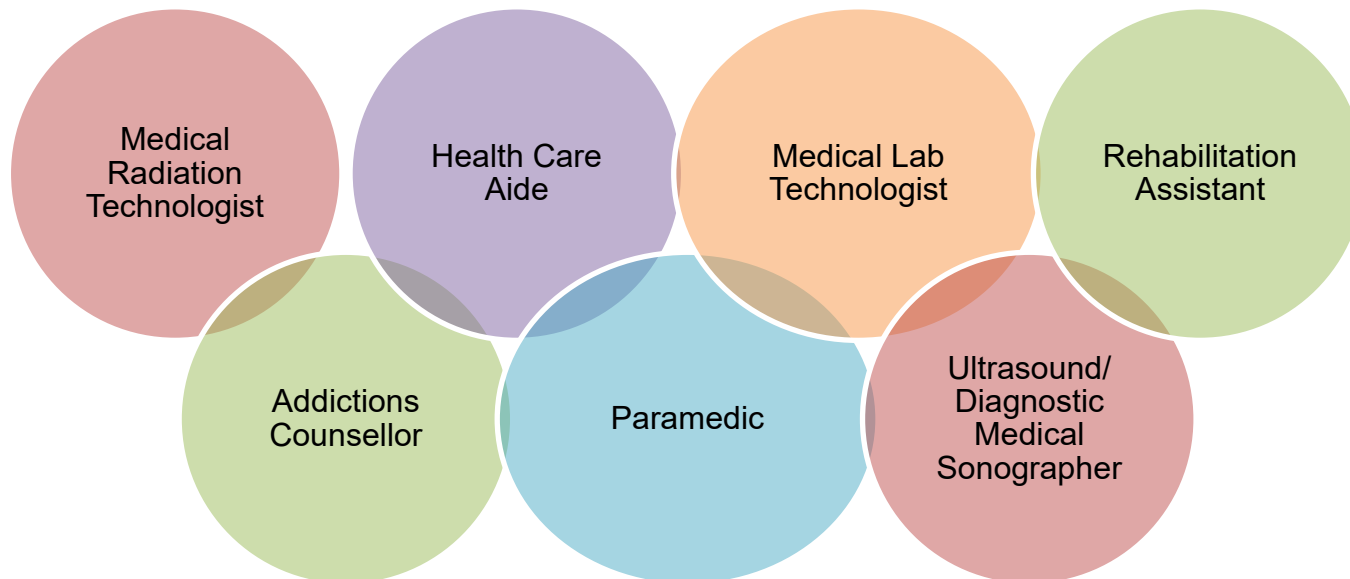 Medical
Radiation
Technologist
Health Care
Aide
Medical Lab
Technologist
Rehabilitation
Assistant
Addictions
Counsellor
Paramedic
Ultrasound/
Diagnostic
Medical
Sonographer